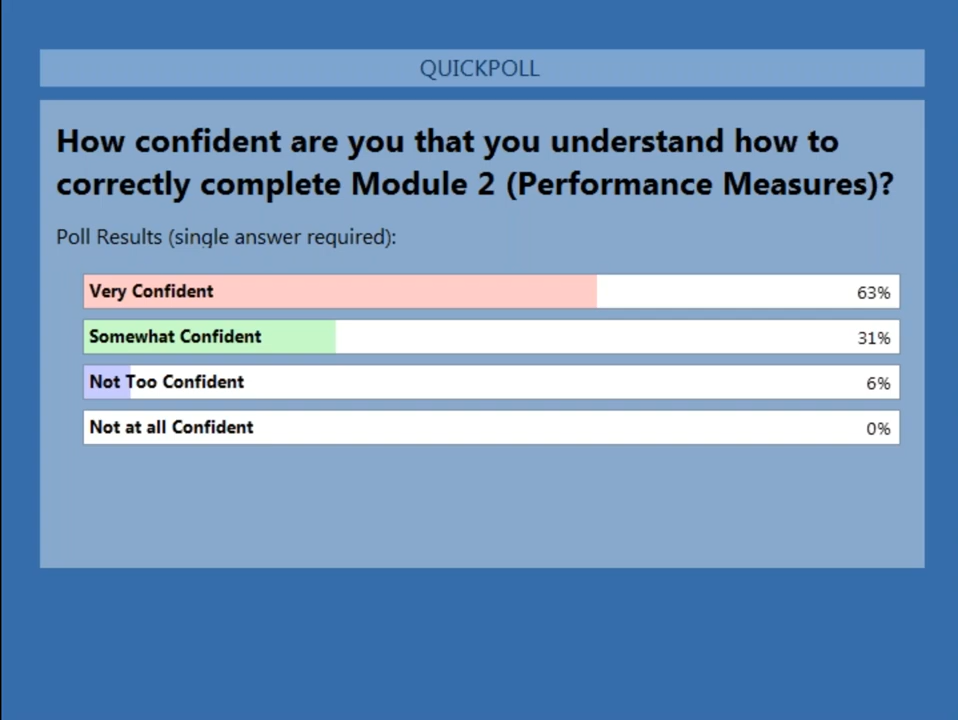 QUICKPOLL
How confident are you that you understand how to
correctly complete Module 2 (Performance Measures)?
Poll Results (single answer required):
Very Confident 63%
Somewhat Confident 31%
Not Too Confident 6%
Not at all Confident 0%